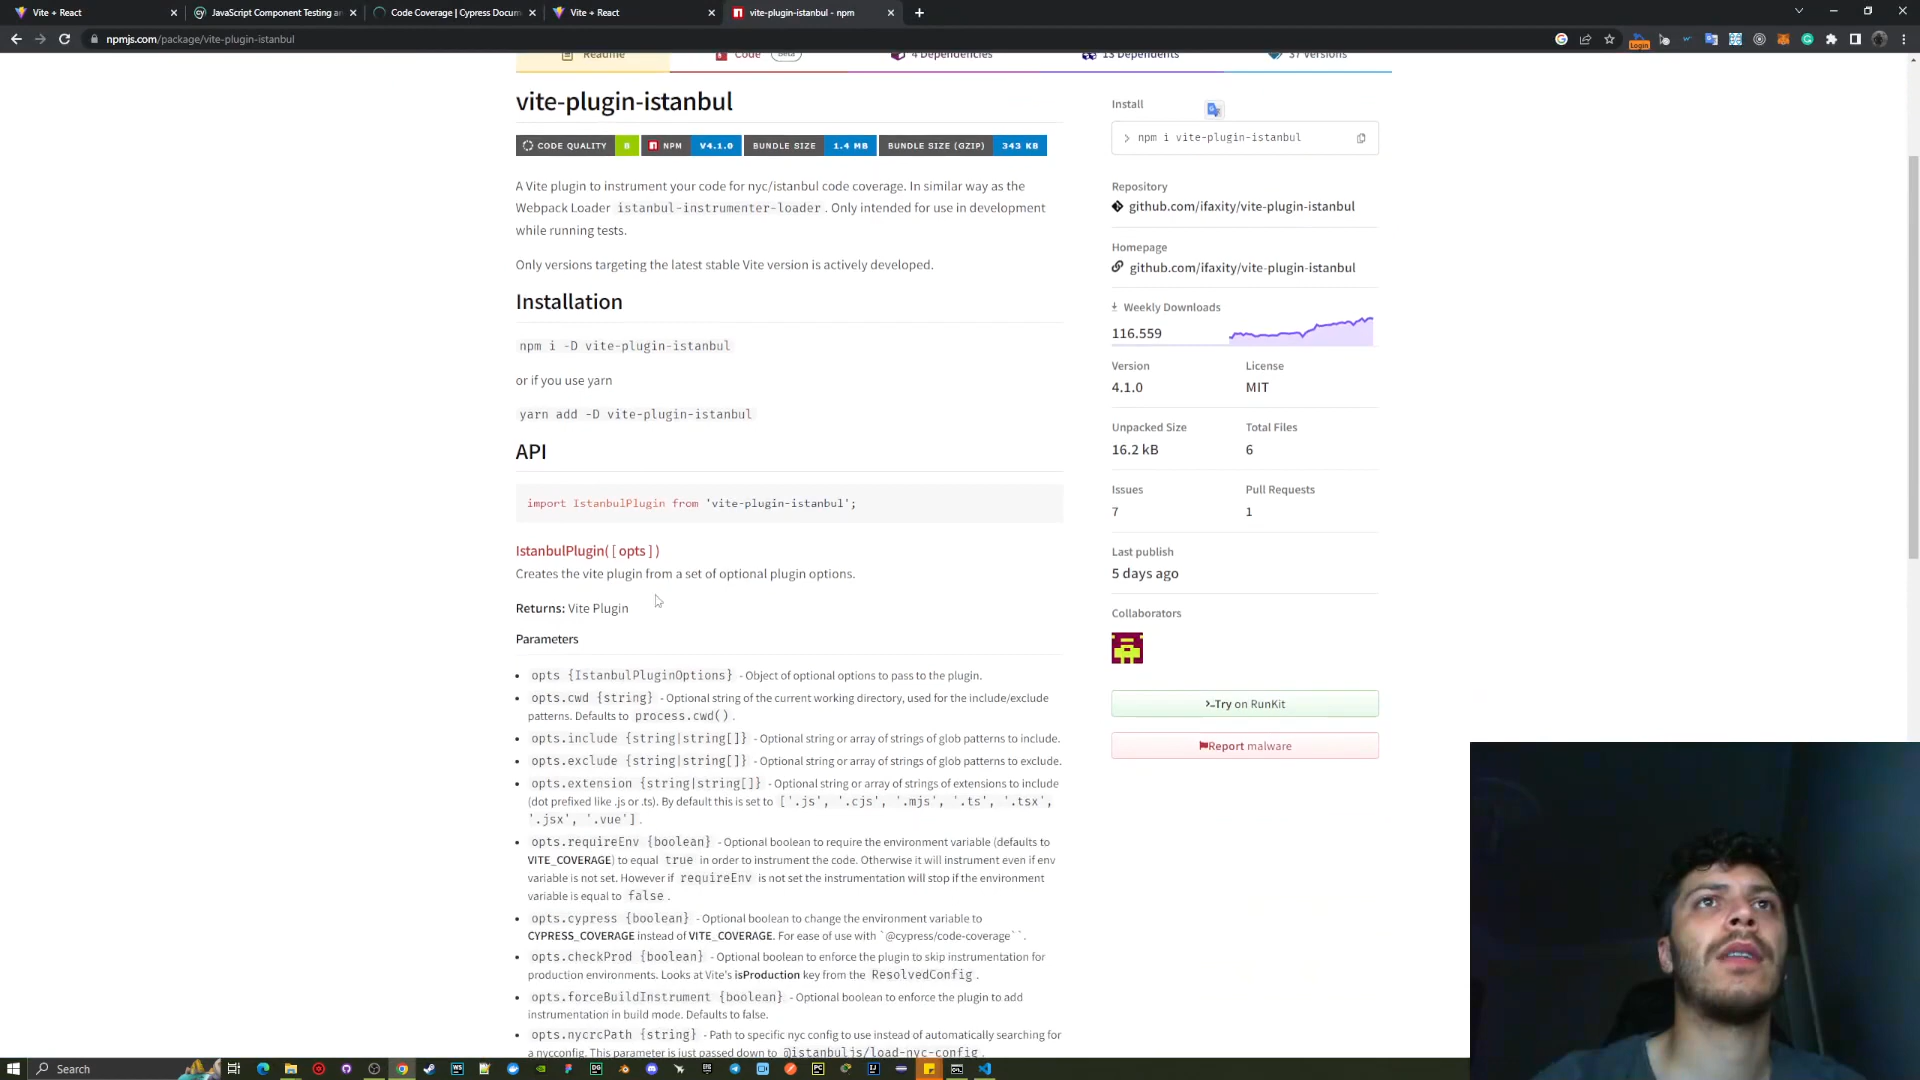 Vite + React
JavaScript Component Testing an
Code Coverage | Cypress Docum
Vite + React
vite-plugin-istanbul - npm
npmjs.com/package/vite-plugin-istanbul
Login
Readme
Code
Beta
4 Dependencies
13 Dependents
37 Versions
vite-plugin-istanbul
CODE QUALITY B NPM V4.1.0 BUNDLE SIZE 1.4 MB BUNDLE SIZE (GZIP) 343 KB
A Vite plugin to instrument your code for nyc/istanbul code coverage. In similar way as the
Webpack Loader istanbul-instrumenter-loader . Only intended for use in development
while running tests.
Only versions targeting the latest stable Vite version is actively developed.
Installation
npm i -D vite-plugin-istanbul
or if you use yarn
yarn add -D vite-plugin-istanbul
API
import IstanbulPlugin from 'vite-plugin-istanbul';
IstanbulPlugin( [ opts ] )
Creates the vite plugin from a set of optional plugin options.
Returns: Vite Plugin
Parameters
• opts {IstanbulPluginOptions} - Object of optional options to pass to the plugin.
• opts.cwd {string} - Optional string of the current working directory, used for the include/exclude
patterns. Defaults to process.cwd() .
• opts.include {string|string[]} - Optional string or array of strings of glob patterns to include.
• opts.exclude {string|string[]} - Optional string or array of strings of glob patterns to exclude.
• opts.extension {string|string[]} - Optional string or array of strings of extensions to include
(dot prefixed like .js or .ts). By default this is set to ['.js', '.cjs', '.mjs', '.ts', '.tsx',
'.jsx', '.vue'] .
• opts.requireEnv {boolean} - Optional boolean to require the environment variable (defaults to
VITE_COVERAGE) to equal true in order to instrument the code. Otherwise it will instrument even if env
variable is not set. However if requireEnv is not set the instrumentation will stop if the environment
variable is equal to false .
• opts.cypress {boolean} - Optional boolean to change the environment variable to
CYPRESS_COVERAGE instead of VITE_COVERAGE. For ease of use with `@cypress/code-coverage``.
• opts.checkProd {boolean} - Optional boolean to enforce the plugin to skip instrumentation for
production environments. Looks at Vite's isProduction key from the ResolvedConfig .
• opts.forceBuildInstrument {boolean} - Optional boolean to enforce the plugin to add
instrumentation in build mode. Defaults to false.
• opts.nycrcPath {string} - Path to specific nyc config to use instead of automatically searching for
a nycconfig. This parameter is just passed down to @istanbuljs/load-nyc-config .
Install
> npm i vite-plugin-istanbul
Repository
github.com/ifaxity/vite-plugin-istanbul
Homepage
github.com/ifaxity/vite-plugin-istanbul
Weekly Downloads
116.559
Version License
4.1.0 MIT
Unpacked Size Total Files
16.2 kB 6
Issues Pull Requests
7 1
Last publish
5 days ago
Collaborators
>-Try on RunKit
Report malware
Search